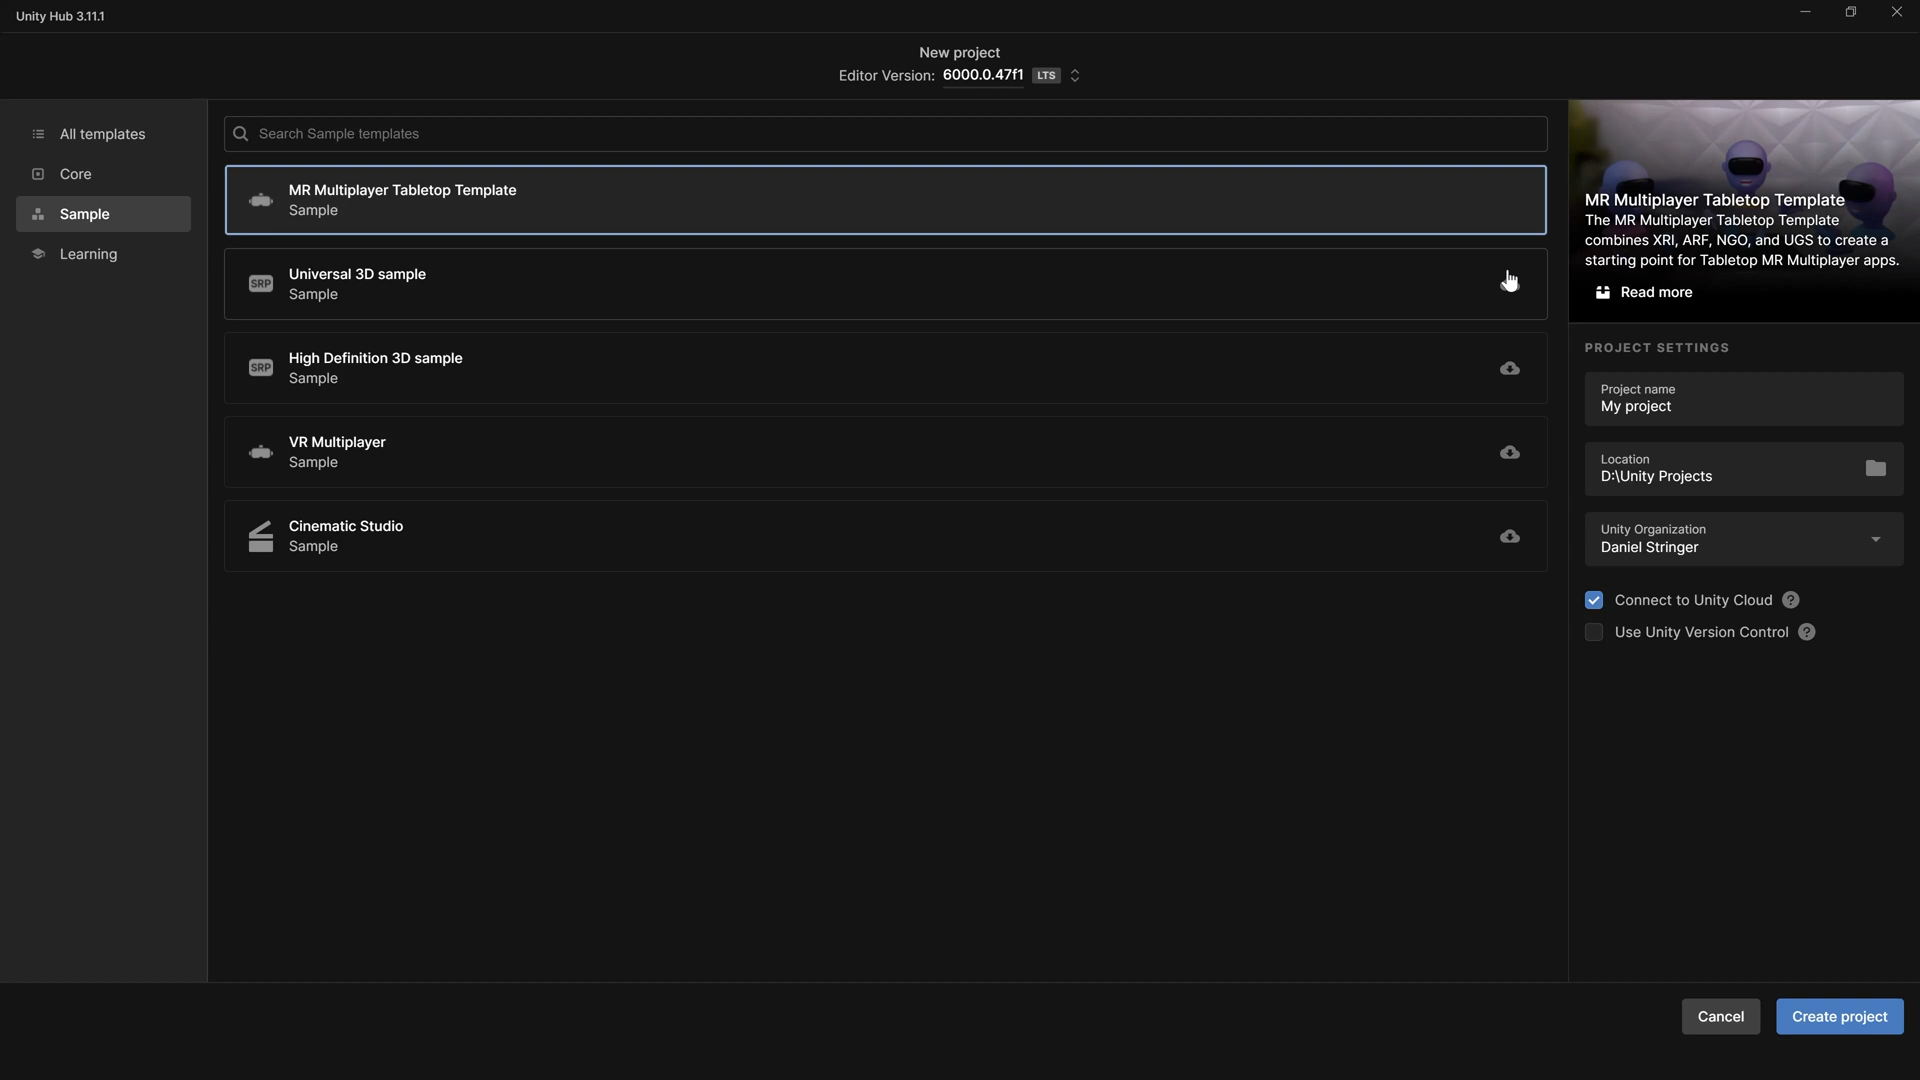 Unity Hub 3.11.1
New project
Editor Version: 6000.0.47f1 LTS
All templates
Core
Sample
Learning
Search Sample templates
MR Multiplayer Tabletop Template
Sample
SRP
Universal 3D sample
Sample
SRP
High Definition 3D sample
Sample
VR Multiplayer
Sample
Cinematic Studio
Sample
MR Multiplayer Tabletop Template
The MR Multiplayer Tabletop Template
combines XRI, ARF, NGO, and UGS to create a
starting point for Tabletop MR Multiplayer apps.
Read more
PROJECT SETTINGS
Project name
My project
Location
D:\Unity Projects
Unity Organization
Daniel Stringer
Connect to Unity Cloud ?
Use Unity Version Control ?
Cancel
Create project